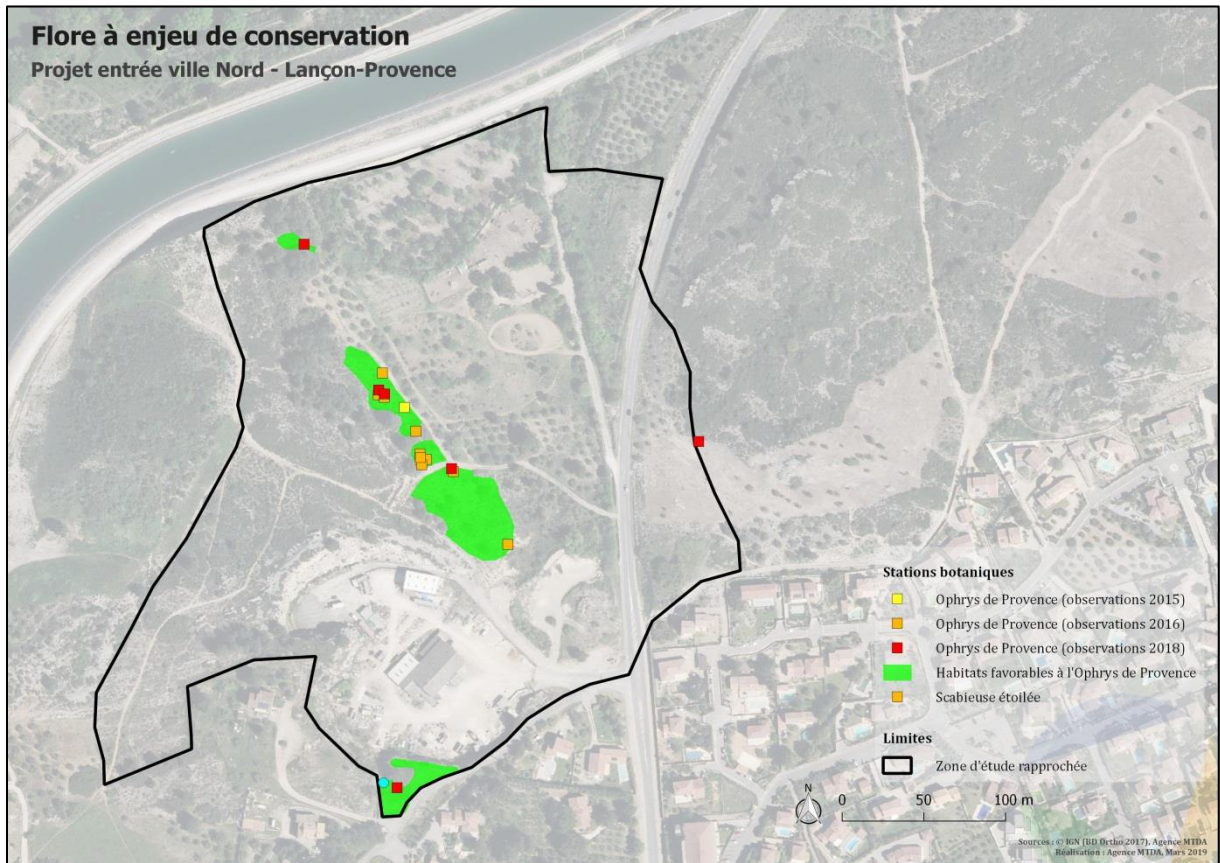 Flore à enjeu de conservation
Projet entrée ville Nord - Lançon-Provence
Stations botaniques
Ophrys de Provence (observations 2015)
Ophrys de Provence (observations 2016)
Ophrys de Provence (observations 2018)
Habitats favorables à l'Ophrys de Provence
Scabieuse étoilée
Limites
Zone d'étude rapprochée
N
0 50 100 m
Sources : © IGN (BD Ortho 2017), Agence MTDA
Réalisation : Agence MTDA, Mars 2019